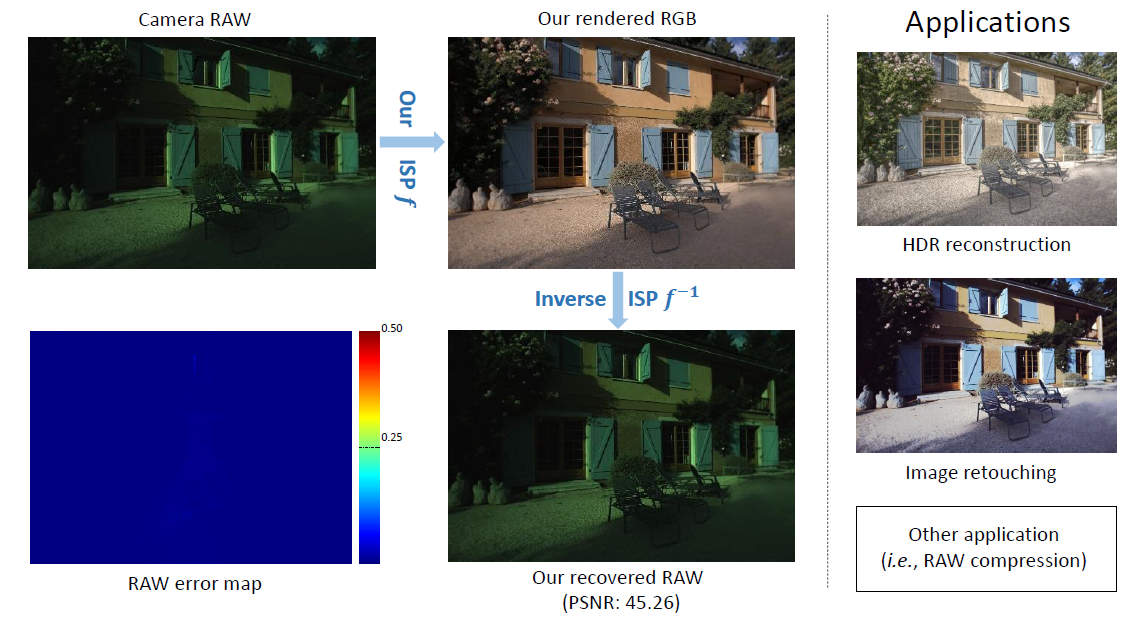 Camera RAW
Our rendered RGB
Applications
Our ISP f
HDR reconstruction
Inverse ISP f⁻¹
0.50
0.25
Image retouching
RAW error map
Our recovered RAW
(PSNR: 45.26)
Other application
(i.e., RAW compression)